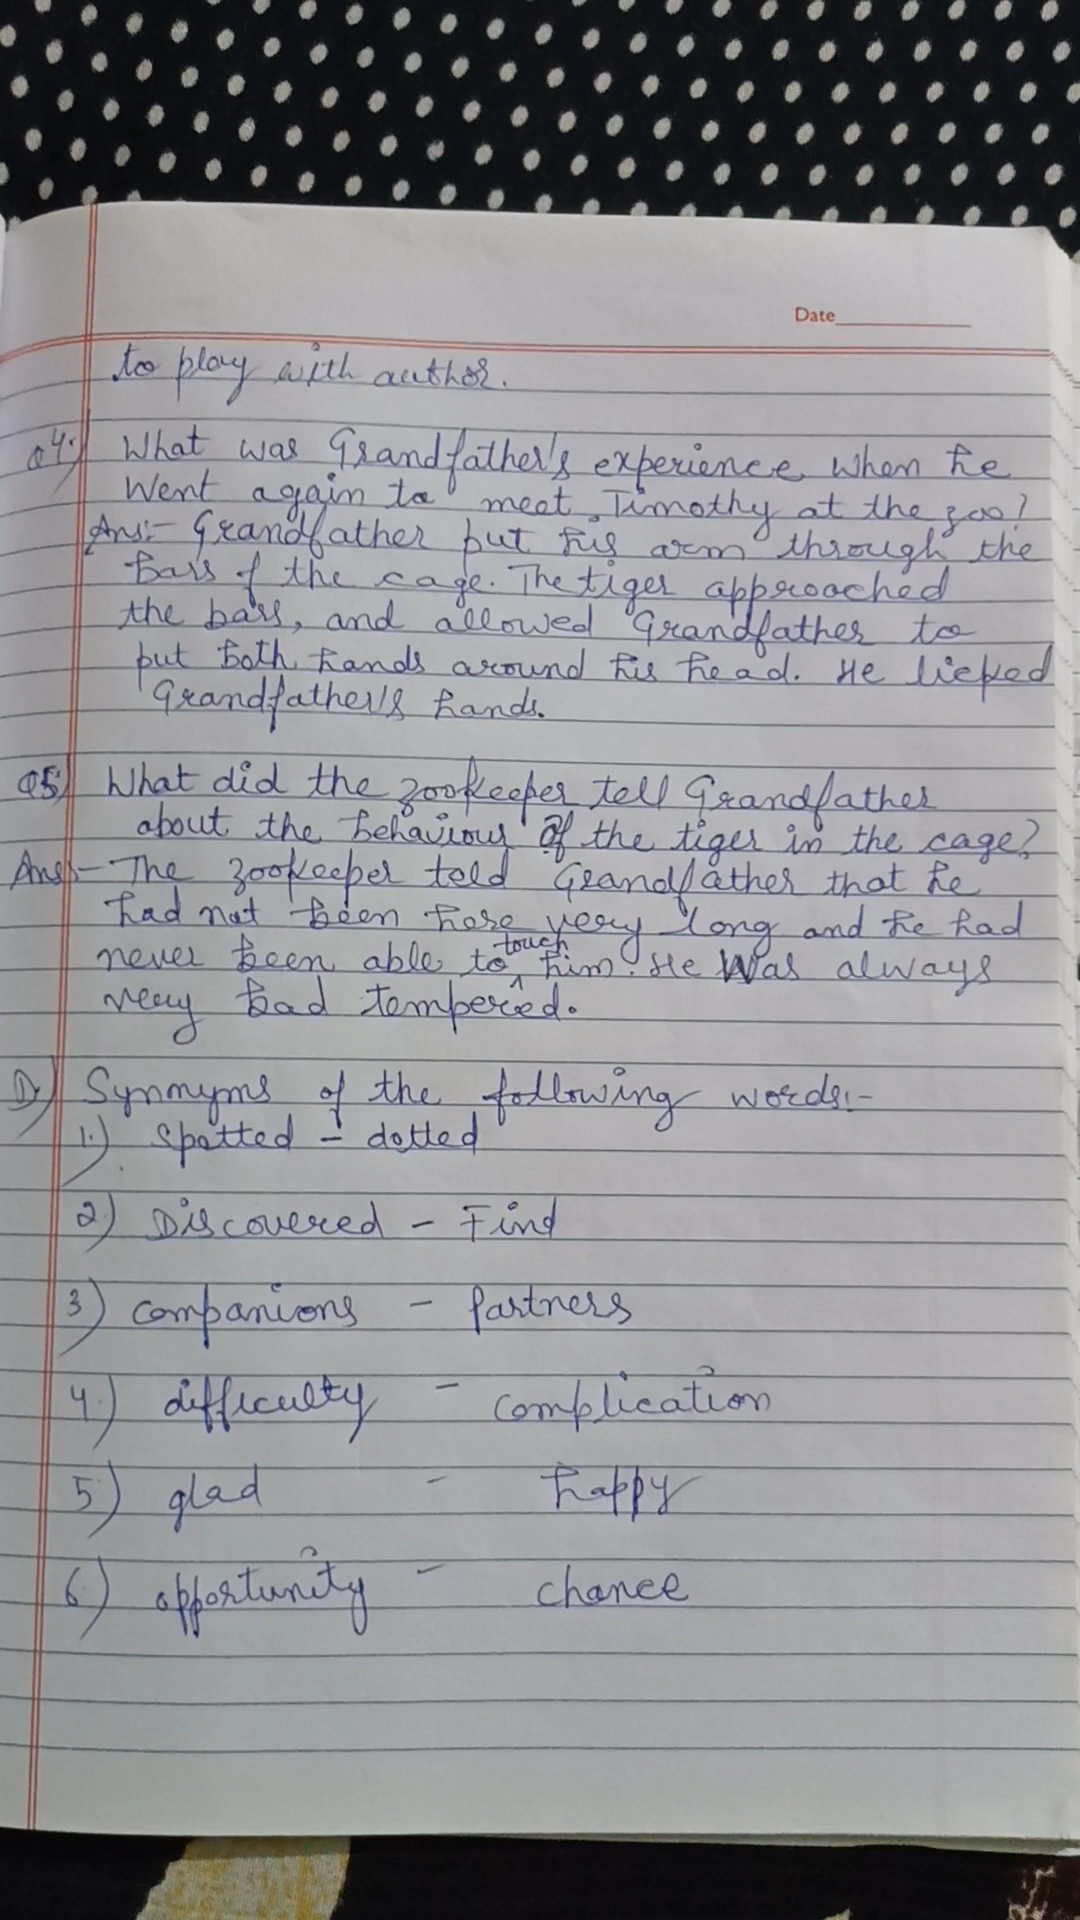 Date
to play with author.
Q4) What was Grandfather's experience when he
went again to meet Timothy at the zoo?
Ans:- Grandfather put his arm through the
bars of the cage. The tiger approached
the bars, and allowed Grandfather to
put both hands around his head. He licked
Grandfather's hands.
Q5) What did the zookeeper tell Grandfather
about the behaviour of the tiger in the cage?
Ans:- The zookeeper told Grandfather that he
had not been here very long and he had
never been able to touch him. He was always
very bad tempered.
D) Synonyms of the following words:-
1.) Spotted - dotted
2) Discovered - Find
3) Companions - Partners
4.) difficulty - complication
5) glad - happy
6.) opportunity - chance